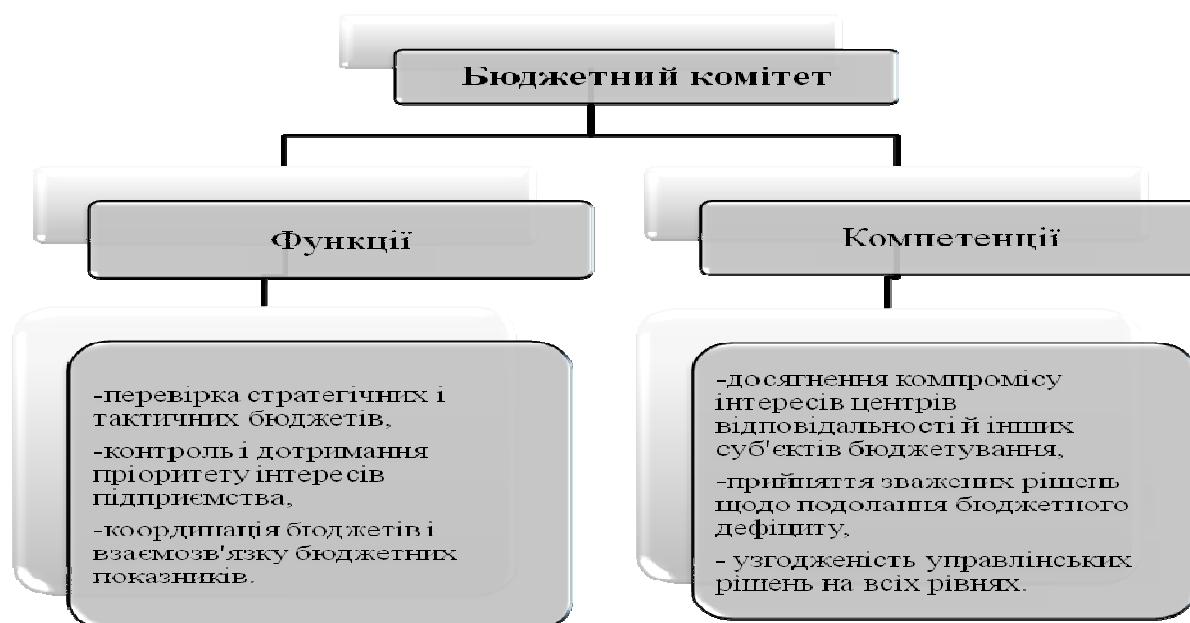 Бюджетний комітет
Функції
Компетенції
-перевірка стратегічних і
тактичних бюджетів,
-контроль і дотримання
пріоритету інтересів
підприємства,
-координація бюджетів і
взаємозв'язку бюджетних
показників.
-досягнення компромісу
інтересів центрів
відповідальності й інших
суб'єктів бюджетування,
-прийняття зважених рішень
щодо подолання бюджетного
дефіциту,
- узгодженість управлінських
рішень на всіх рівнях.